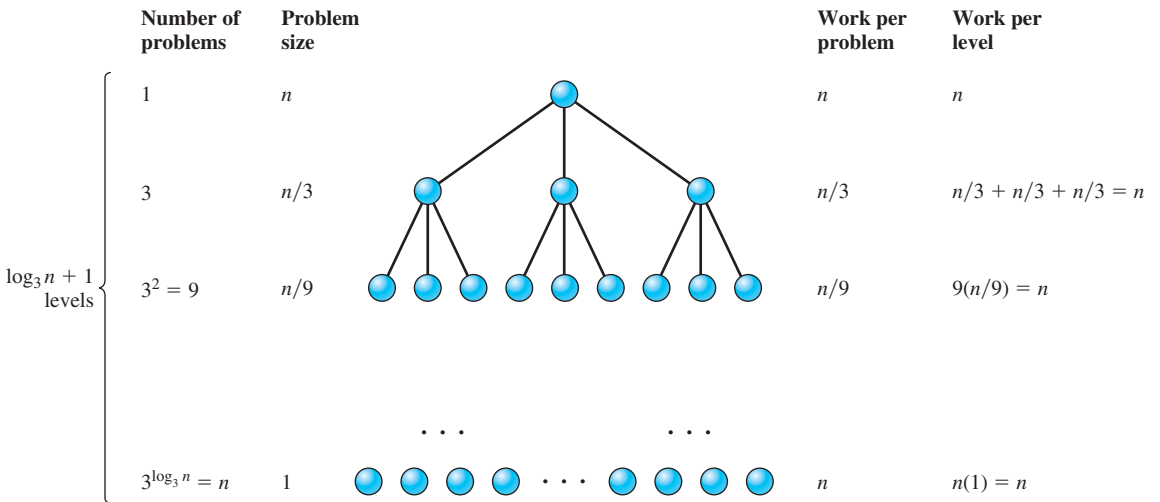 Number of problems Problem size Work per problem Work per level
1 n n n
3 n/3 n/3 n/3 + n/3 + n/3 = n
log₃n + 1 levels
3² = 9 n/9 n/9 9(n/9) = n
· · · · · ·
3^log₃ n = n 1 · · · n n(1) = n